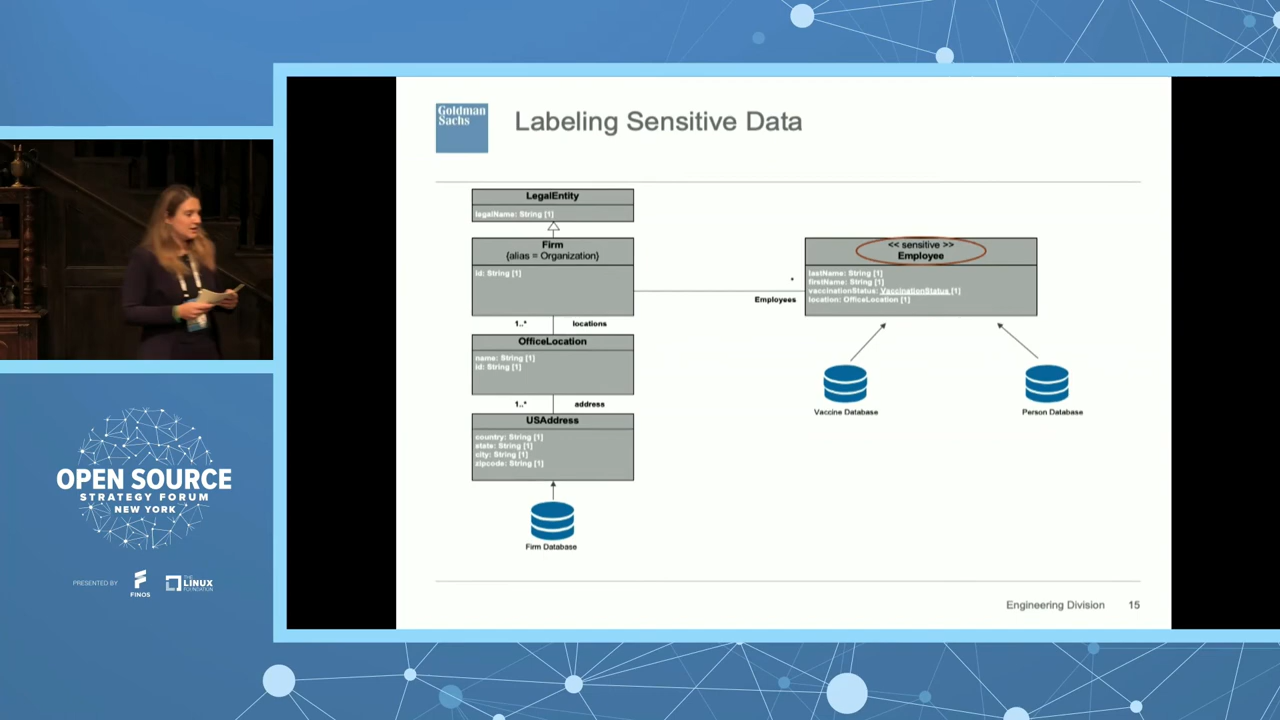 Goldman
Sachs
Labeling Sensitive Data
LegalEntity
legalName: String [1]
Firm
{alias = Organization}
id: String [1]
1..*
locations
OfficeLocation
name: String [1]
id: String [1]
1..*
address
USAddress
country: String [1]
state: String [1]
city: String [1]
zipcode: String [1]
Firm Database
*
Employees
<< sensitive >>
Employee
lastName: String [1]
firstName: String [1]
vaccinationStatus: VaccinationStatus [1]
location: OfficeLocation [1]
Vaccine Database
Person Database
Engineering Division 15
OPEN SOURCE
STRATEGY FORUM
NEW YORK
PRESENTED BY
FINOS
THE
LINUX
FOUNDATION